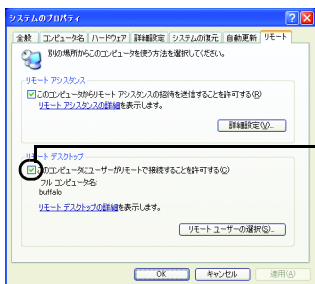 システムのプロパティ
全般 コンピュータ名 ハードウェア 詳細設定 システムの復元 自動更新 リモート
別の場所からこのコンピュータを使う方法を選択してください。
リモート アシスタンス
このコンピュータからリモート アシスタンスの招待を送信することを許可する(R)
リモート アシスタンスの詳細を表示します。
詳細設定(V)...
リモート デスクトップ
このコンピュータにユーザーがリモートで接続することを許可する(C)
フル コンピュータ名:
buffalo
リモート デスクトップの詳細を表示します。
リモート ユーザーの選択(S)...
OK キャンセル 適用(A)